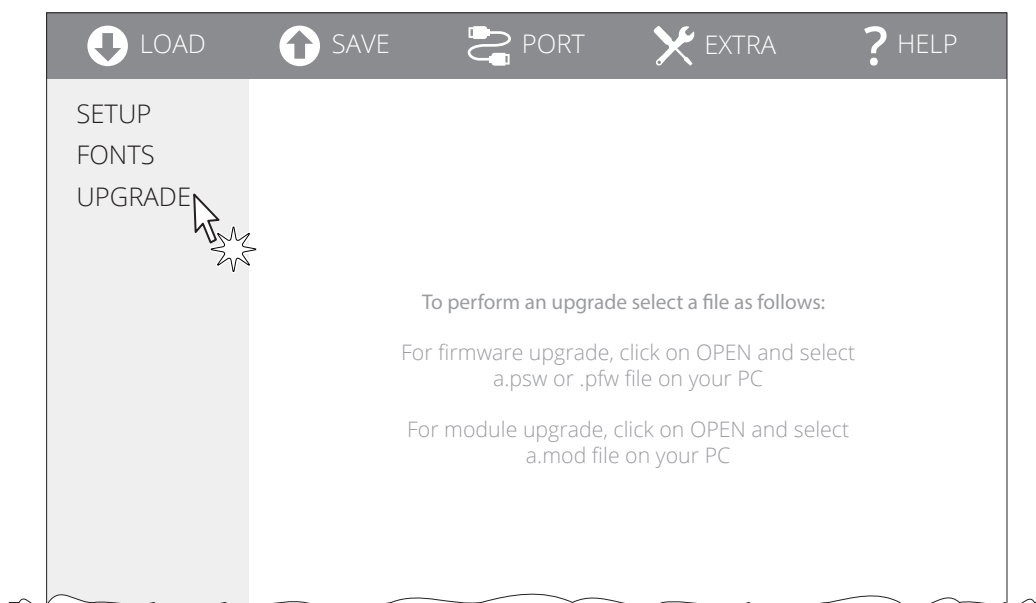 LOAD SAVE PORT EXTRA ? HELP
SETUP
FONTS
UPGRADE
To perform an upgrade select a file as follows:
For firmware upgrade, click on OPEN and select
a.psw or .pfw file on your PC
For module upgrade, click on OPEN and select
a.mod file on your PC